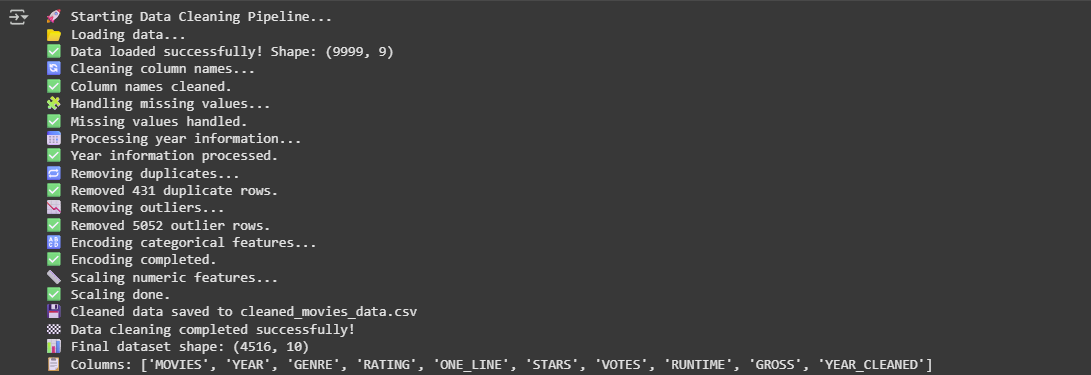 🚀 Starting Data Cleaning Pipeline...
📂 Loading data...
✅ Data loaded successfully! Shape: (9999, 9)
🔄 Cleaning column names...
✅ Column names cleaned.
🧩 Handling missing values...
✅ Missing values handled.
📅 Processing year information...
✅ Year information processed.
🔁 Removing duplicates...
✅ Removed 431 duplicate rows.
📉 Removing outliers...
✅ Removed 5052 outlier rows.
🔠 Encoding categorical features...
✅ Encoding completed.
📏 Scaling numeric features...
✅ Scaling done.
💾 Cleaned data saved to cleaned_movies_data.csv
🏁 Data cleaning completed successfully!
📊 Final dataset shape: (4516, 10)
📋 Columns: ['MOVIES', 'YEAR', 'GENRE', 'RATING', 'ONE_LINE', 'STARS', 'VOTES', 'RUNTIME', 'GROSS', 'YEAR_CLEANED']